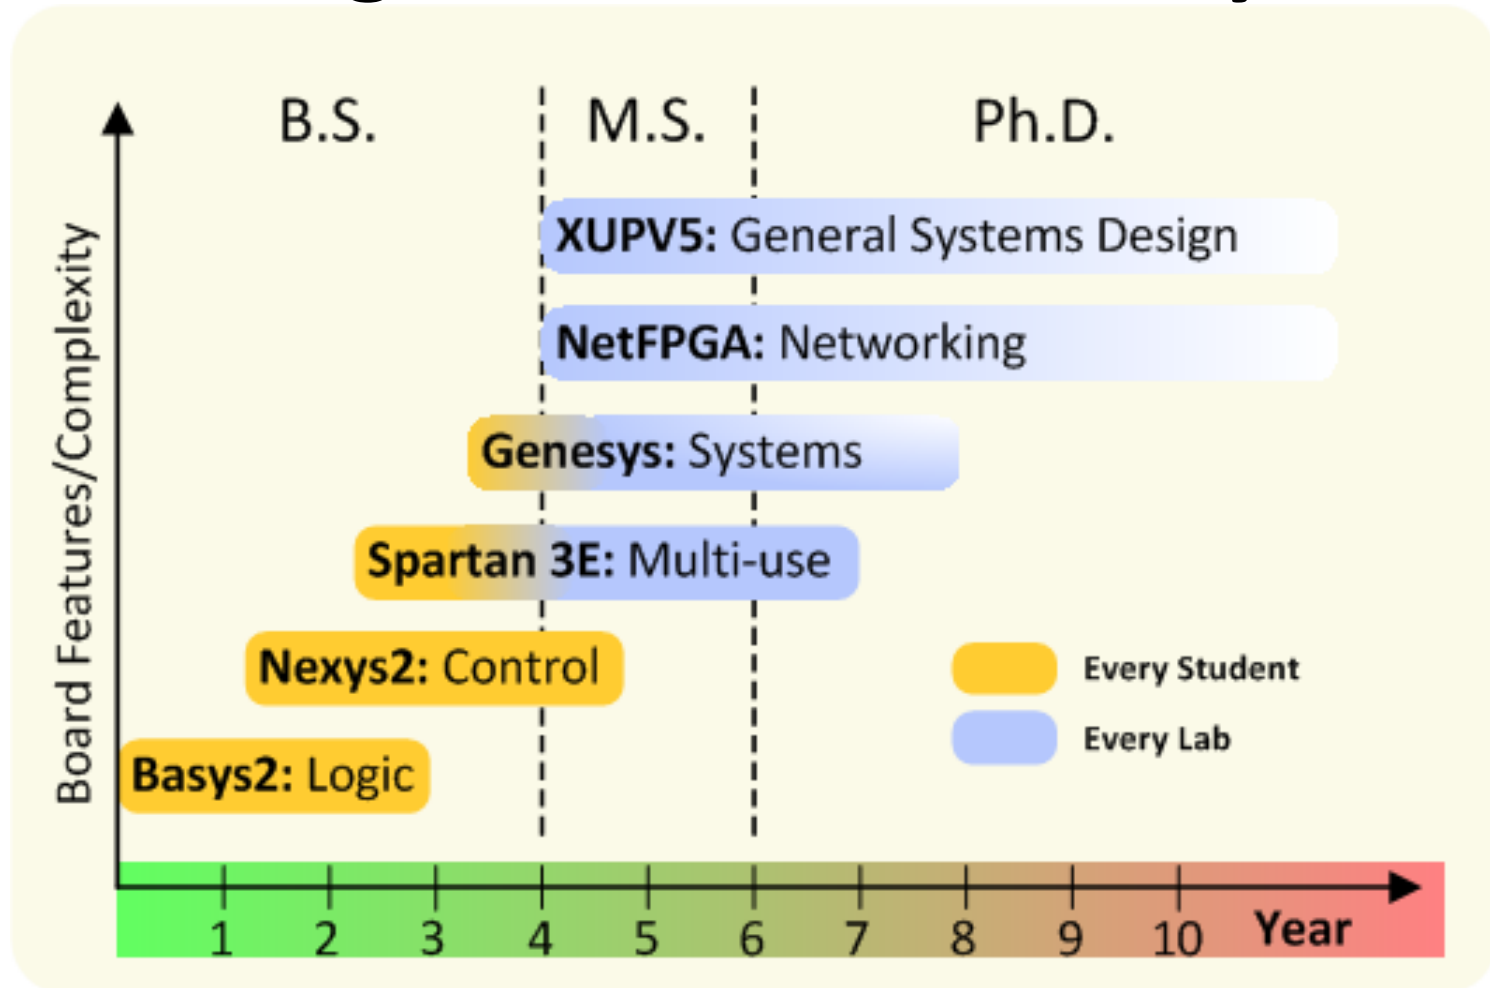 B.S. M.S. Ph.D.
Board Features/Complexity
XUPV5: General Systems Design
NetFPGA: Networking
Genesys: Systems
Spartan 3E: Multi-use
Nexys2: Control
Every Student
Every Lab
Basys2: Logic
1 2 3 4 5 6 7 8 9 10 Year